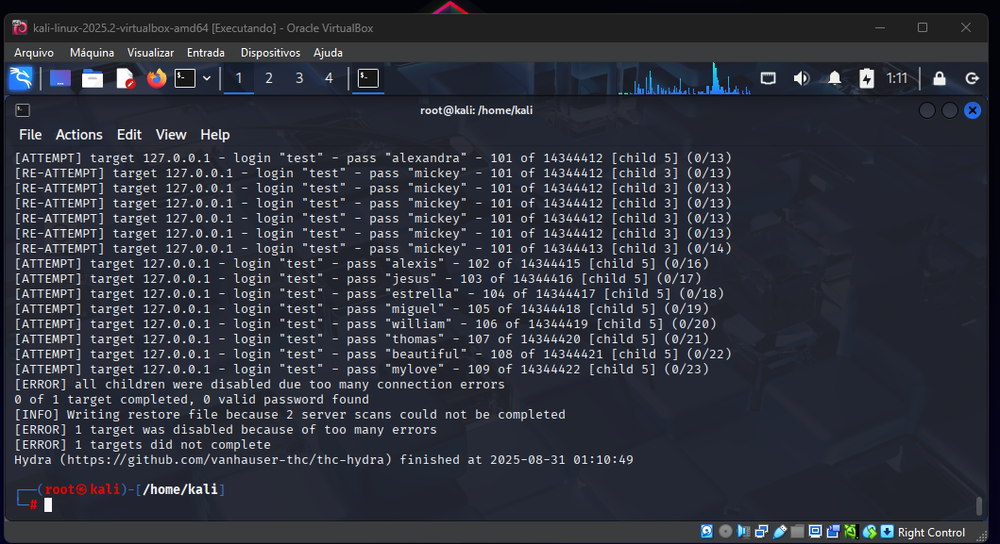 kali-linux-2025.2-virtualbox-amd64 [Executando] - Oracle VirtualBox
Arquivo Máquina Visualizar Entrada Dispositivos Ajuda
1 2 3 4 1:11
root@kali: /home/kali
File Actions Edit View Help
[ATTEMPT] target 127.0.0.1 - login "test" - pass "alexandra" - 101 of 14344412 [child 5] (0/13)
[RE-ATTEMPT] target 127.0.0.1 - login "test" - pass "mickey" - 101 of 14344412 [child 3] (0/13)
[RE-ATTEMPT] target 127.0.0.1 - login "test" - pass "mickey" - 101 of 14344412 [child 3] (0/13)
[RE-ATTEMPT] target 127.0.0.1 - login "test" - pass "mickey" - 101 of 14344412 [child 3] (0/13)
[RE-ATTEMPT] target 127.0.0.1 - login "test" - pass "mickey" - 101 of 14344412 [child 3] (0/13)
[RE-ATTEMPT] target 127.0.0.1 - login "test" - pass "mickey" - 101 of 14344412 [child 3] (0/13)
[RE-ATTEMPT] target 127.0.0.1 - login "test" - pass "mickey" - 101 of 14344413 [child 3] (0/14)
[ATTEMPT] target 127.0.0.1 - login "test" - pass "alexis" - 102 of 14344415 [child 5] (0/16)
[ATTEMPT] target 127.0.0.1 - login "test" - pass "jesus" - 103 of 14344416 [child 5] (0/17)
[ATTEMPT] target 127.0.0.1 - login "test" - pass "estrella" - 104 of 14344417 [child 5] (0/18)
[ATTEMPT] target 127.0.0.1 - login "test" - pass "miguel" - 105 of 14344418 [child 5] (0/19)
[ATTEMPT] target 127.0.0.1 - login "test" - pass "william" - 106 of 14344419 [child 5] (0/20)
[ATTEMPT] target 127.0.0.1 - login "test" - pass "thomas" - 107 of 14344420 [child 5] (0/21)
[ATTEMPT] target 127.0.0.1 - login "test" - pass "beautiful" - 108 of 14344421 [child 5] (0/22)
[ATTEMPT] target 127.0.0.1 - login "test" - pass "mylove" - 109 of 14344422 [child 5] (0/23)
[ERROR] all children were disabled due too many connection errors
0 of 1 target completed, 0 valid password found
[INFO] Writing restore file because 2 server scans could not be completed
[ERROR] 1 target was disabled because of too many errors
[ERROR] 1 targets did not complete
Hydra (https://github.com/vanhauser-thc/thc-hydra) finished at 2025-08-31 01:10:49
┌──(root㉿kali)-[/home/kali]
└─#
Right Control